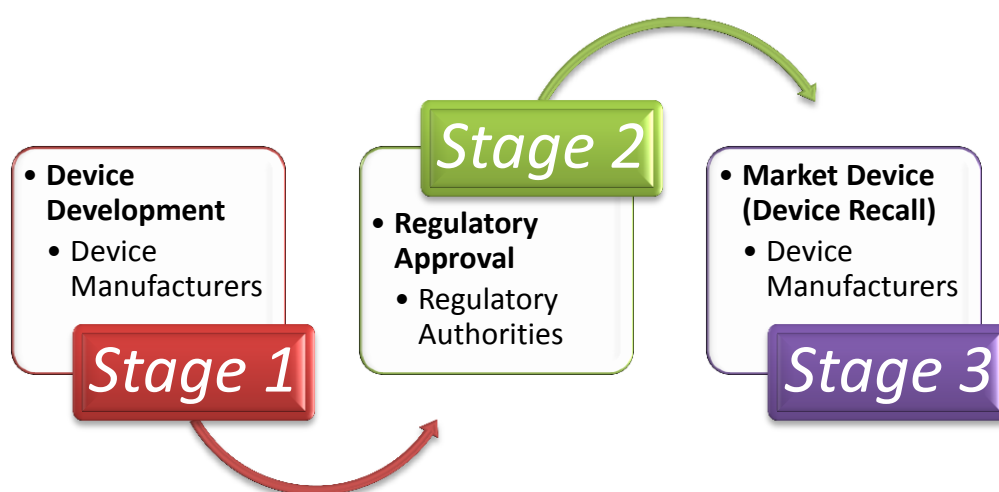 • Device
Development
• Device
Manufacturers
Stage 1
Stage 2
• Regulatory
Approval
• Regulatory
Authorities
• Market Device
(Device Recall)
• Device
Manufacturers
Stage 3